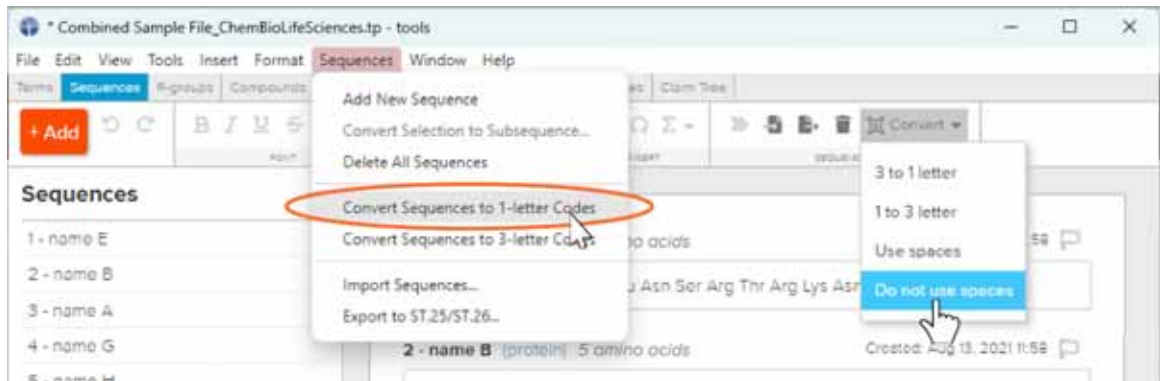 * Combined Sample File_ChemBioLifeSciences.tp - tools
File Edit View Tools Insert Format Sequences Window Help
Terms Sequences R-groups Compounds Claim Tree
+ Add B I U S Ω Σ Convert
FONT
Add New Sequence
Convert Selection to Subsequence...
Delete All Sequences
Convert Sequences to 1-letter Codes
Convert Sequences to 3-letter
Import Sequences...
Export to ST.25/ST.26...
3 to 1 letter
1 to 3 letter
Use spaces
Do not use spaces
Sequences
1 - name E
2 - name B
3 - name A
4 - name G
5 - name H
acids
Asn Ser Arg Thr Arg Lys Asn
2 - name B (protein) 5 amino acids
Created: Aug 13, 2021 11:58